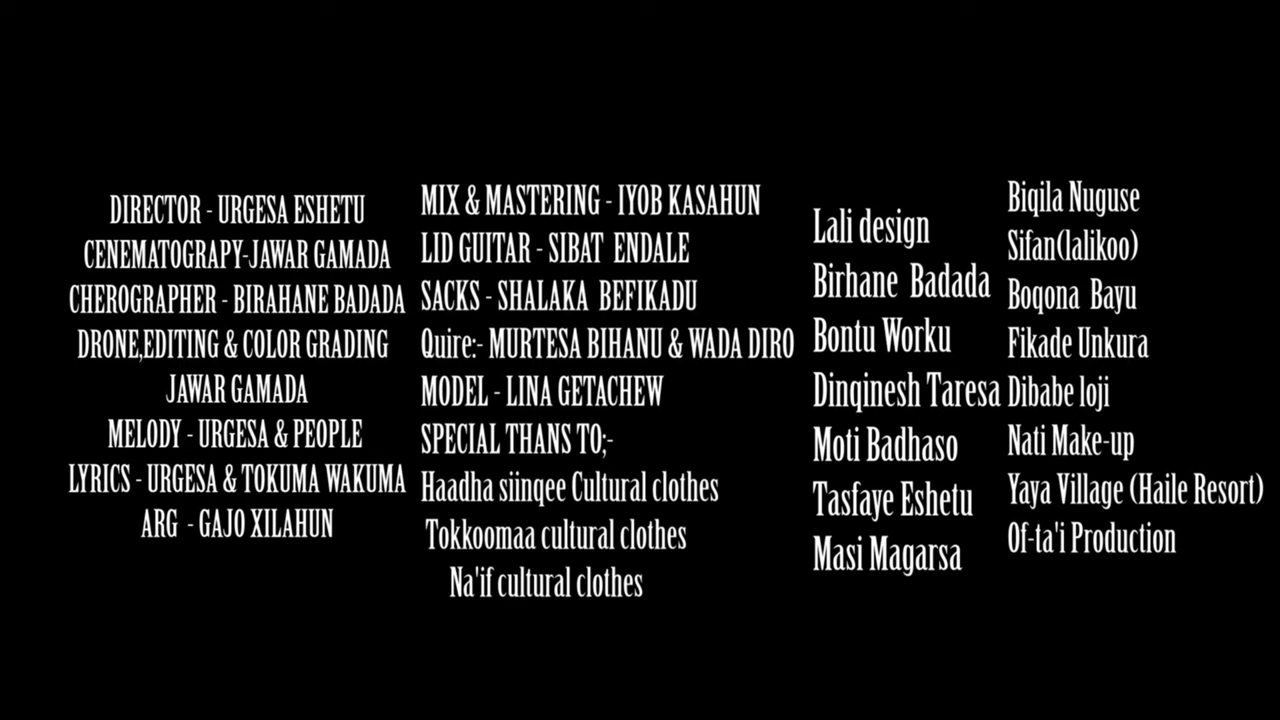 DIRECTOR - URGESA ESHETU
CENEMATOGRAPY-JAWAR GAMADA
CHEROGRAPHER - BIRAHANE BADADA
DRONE,EDITING & COLOR GRADING
JAWAR GAMADA
MELODY - URGESA & PEOPLE
LYRICS - URGESA & TOKUMA WAKUMA
ARG - GAJO XILAHUN
MIX & MASTERING - IYOB KASAHUN
LID GUITAR - SIBAT ENDALE
SACKS - SHALAKA BEFIKADU
Quire:- MURTESA BIHANU & WADA DIRO
MODEL - LINA GETACHEW
SPECIAL THANS TO;-
Haadha siinqee Cultural clothes
Tokkoomaa cultural clothes
Na'if cultural clothes
Lali design
Birhane Badada
Bontu Worku
Dinqinesh Taresa
Moti Badhaso
Tasfaye Eshetu
Masi Magarsa
Biqila Nuguse
Sifan(lalikoo)
Boqona Bayu
Fikade Unkura
Dibabe loji
Nati Make-up
Yaya Village (Haile Resort)
Of-ta'i Production